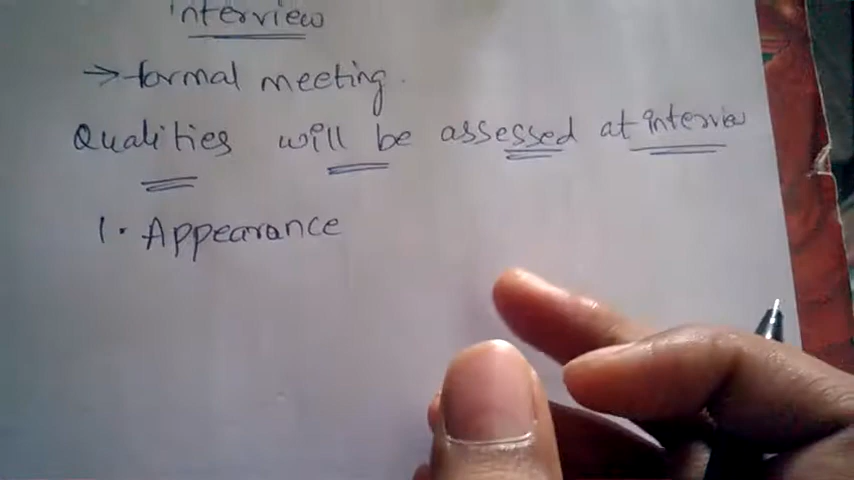 interview
→ formal meeting.
Qualities will be assessed at interview
1. Appearance